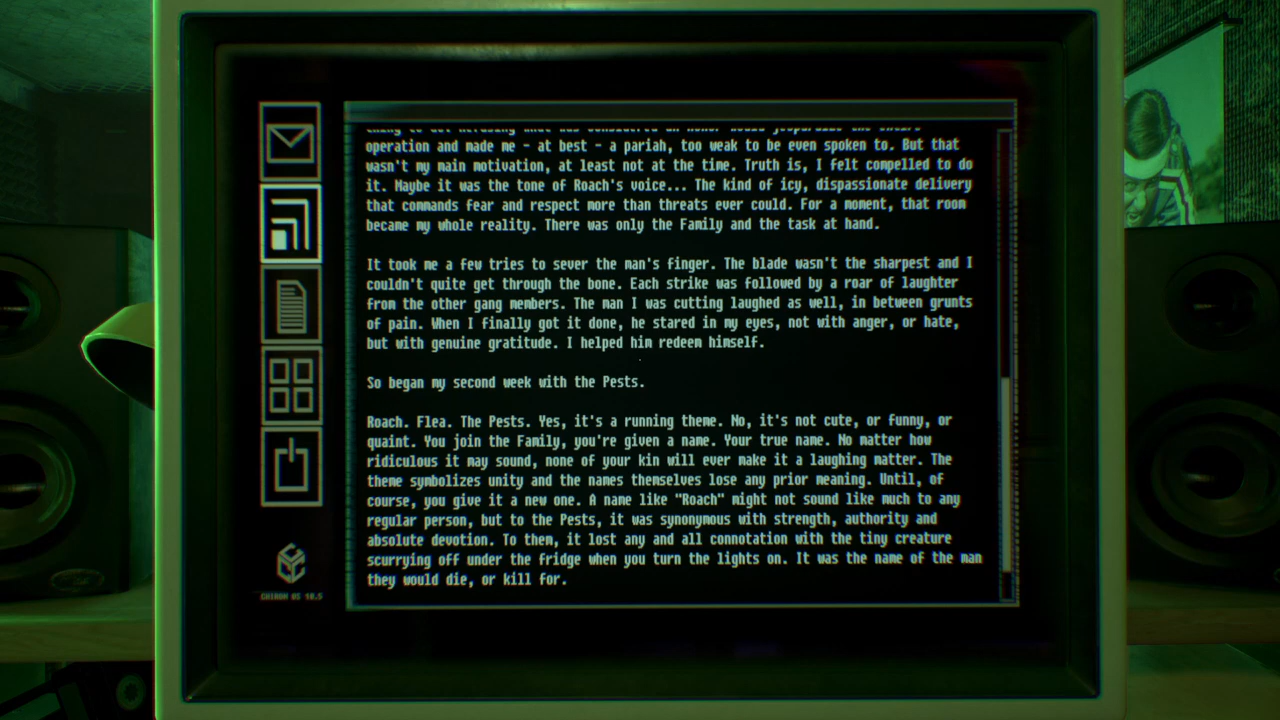 operation and made me - at best - a pariah, too weak to be even spoken to. But that
wasn't my main motivation, at least not at the time. Truth is, I felt compelled to do
it. Maybe it was the tone of Roach's voice... The kind of icy, dispassionate delivery
that commands fear and respect more than threats ever could. For a moment, that room
became my whole reality. There was only the Family and the task at hand.
It took me a few tries to sever the man's finger. The blade wasn't the sharpest and I
couldn't quite get through the bone. Each strike was followed by a roar of laughter
from the other gang members. The man I was cutting laughed as well, in between grunts
of pain. When I finally got it done, he stared in my eyes, not with anger, or hate,
but with genuine gratitude. I helped him redeem himself.
So began my second week with the Pests.
Roach. Flea. The Pests. Yes, it's a running theme. No, it's not cute, or funny, or
quaint. You join the Family, you're given a name. Your true name. No matter how
ridiculous it may sound, none of your kin will ever make it a laughing matter. The
theme symbolizes unity and the names themselves lose any prior meaning. Until, of
course, you give it a new one. A name like "Roach" might not sound like much to any
regular person, but to the Pests, it was synonymous with strength, authority and
absolute devotion. To then, it lost any and all connotation with the tiny creature
scurrying off under the fridge when you turn the lights on. It was the name of the man
they would die, or kill for.
CHIRON OS 10.5